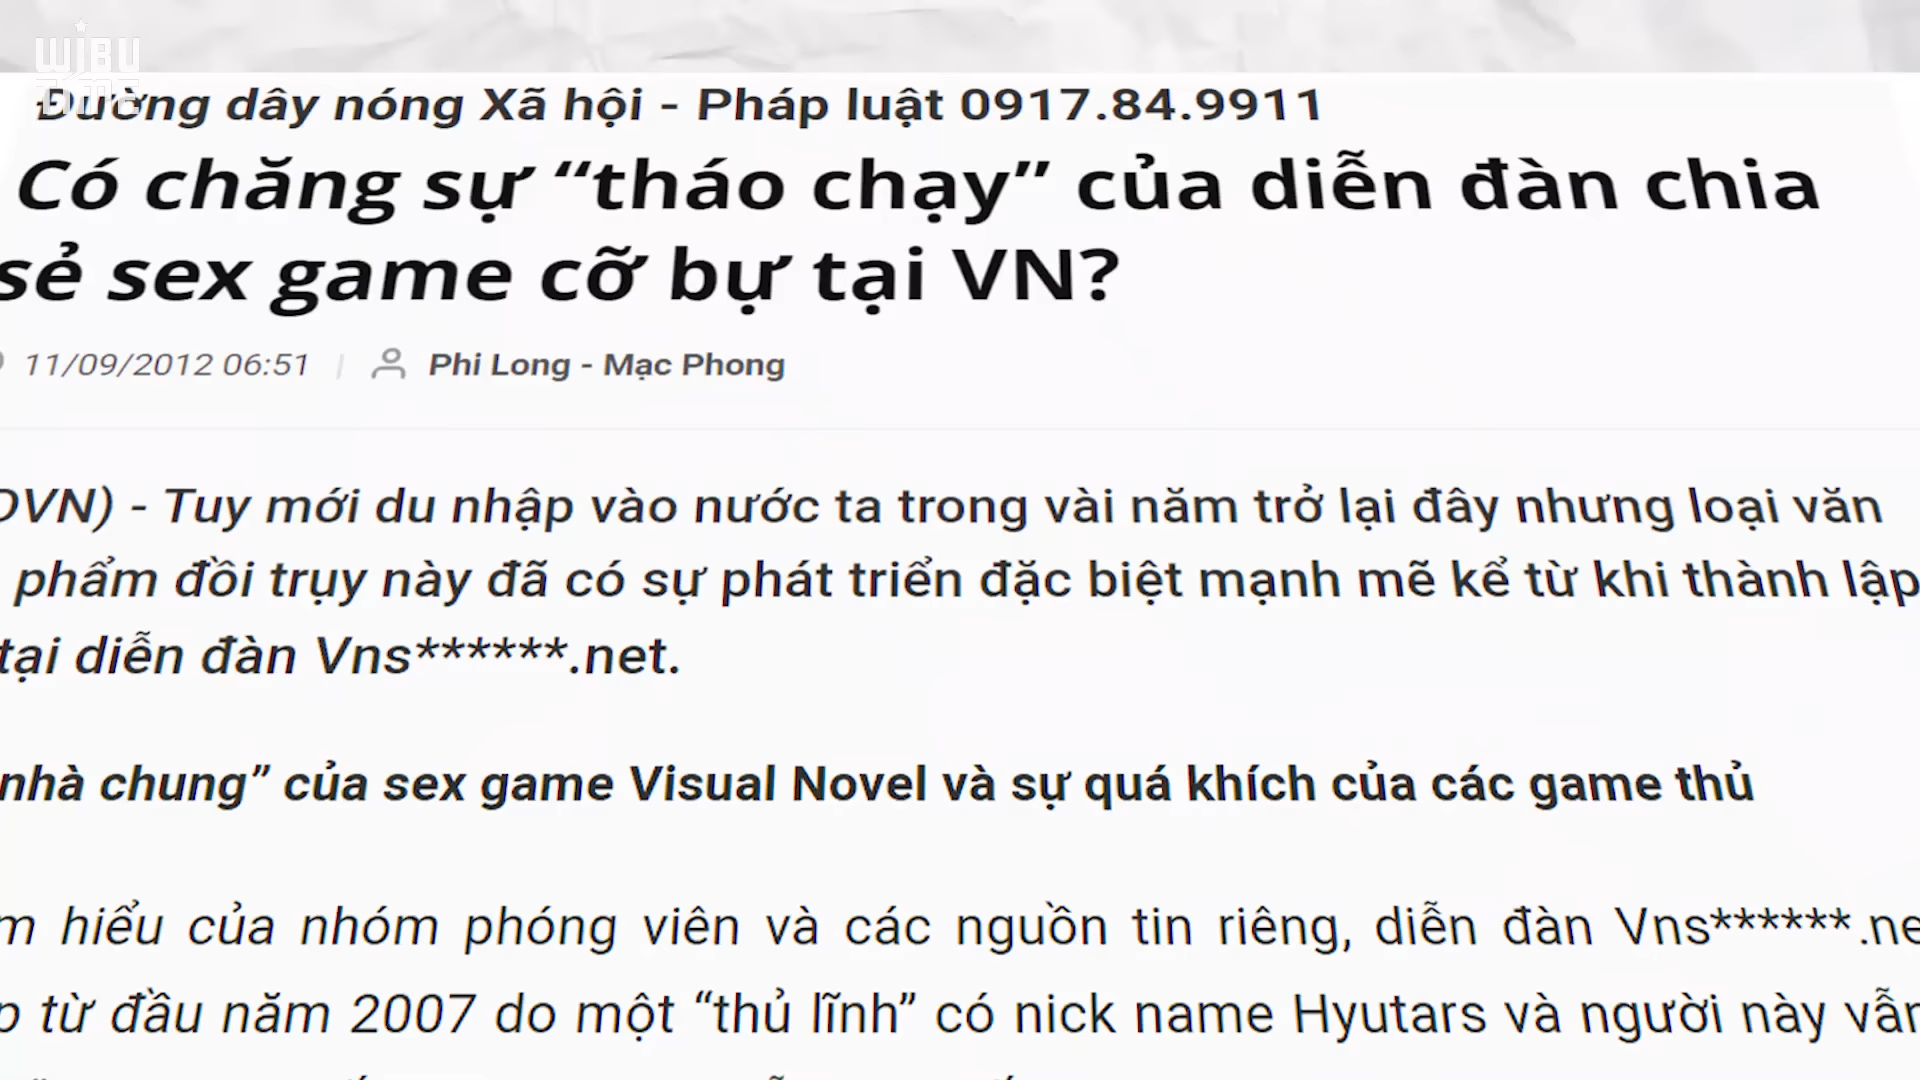 WIBU
TIME
Đường dây nóng Xã hội - Pháp luật 0917.84.9911
Có chăng sự “tháo chạy” của diễn đàn chia
sẻ sex game cỡ bự tại VN?
11/09/2012 06:51 | Phi Long - Mạc Phong
DVN) - Tuy mới du nhập vào nước ta trong vài năm trở lại đây nhưng loại văn
phẩm đồi trụy này đã có sự phát triển đặc biệt mạnh mẽ kể từ khi thành lập
tại diễn đàn Vns******.net.
nhà chung” của sex game Visual Novel và sự quá khích của các game thủ
m hiểu của nhóm phóng viên và các nguồn tin riêng, diễn đàn Vns******.ne
p từ đầu năm 2007 do một “thủ lĩnh” có nick name Hyutars và người này vẫn